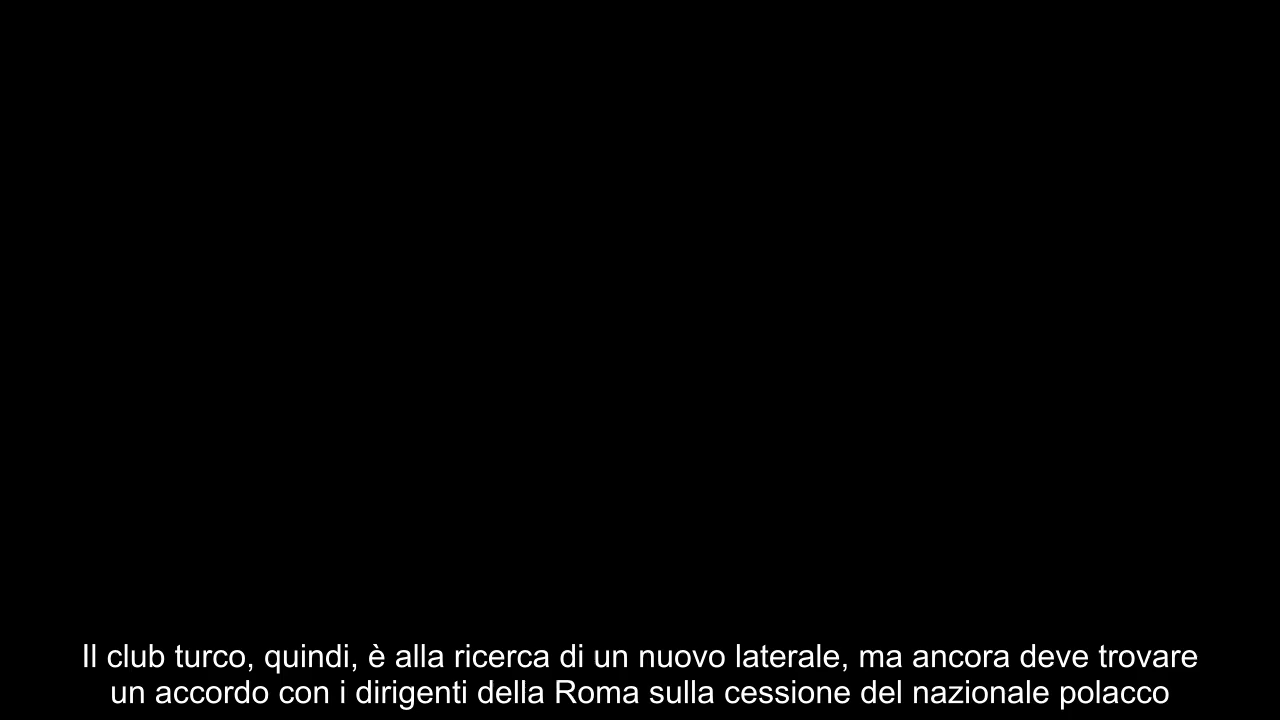 Il club turco, quindi, è alla ricerca di un nuovo laterale, ma ancora deve trovare
un accordo con i dirigenti della Roma sulla cessione del nazionale polacco